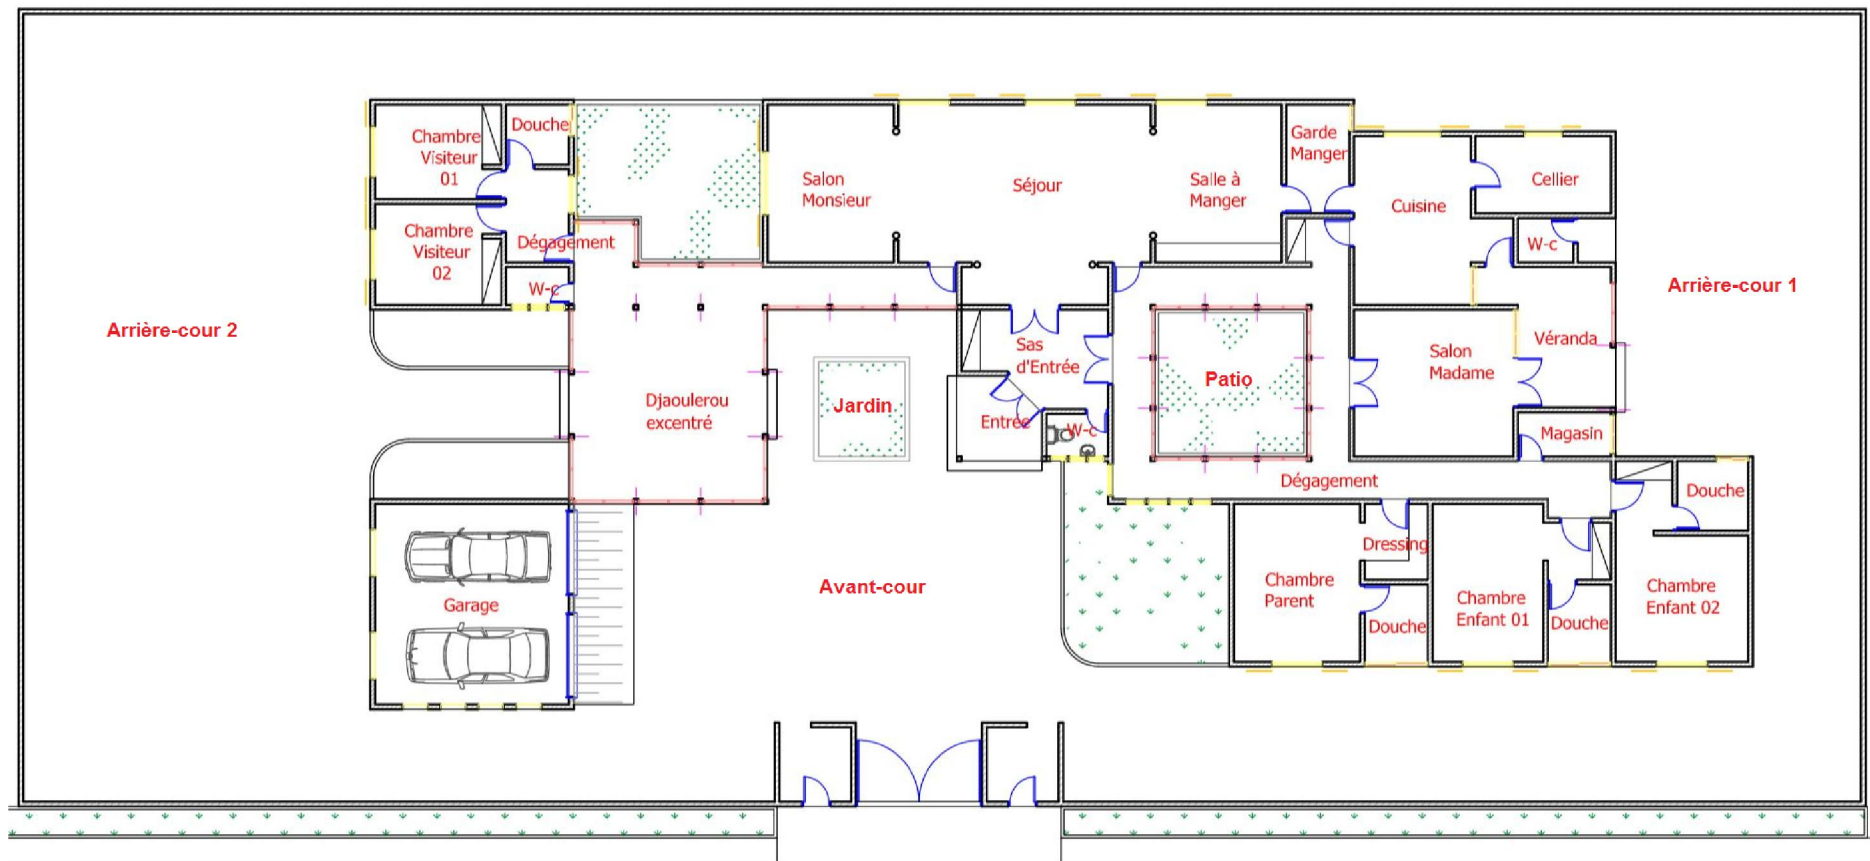 Chambre
Visiteur
01
Douche
Chambre
Visiteur
02
Dégagement
W-c
Salon
Monsieur
Séjour
Salle à
Manger
Garde
Manger
Cuisine
Cellier
W-c
Arrière-cour 1
Arrière-cour 2
Sas
d'Entrée
Entrée
W-c
Patio
Salon
Madame
Véranda
Magasin
Djaoulerou
excentré
Jardin
Dégagement
Douche
Dressing
Avant-cour
Garage
Chambre
Parent
Douche
Chambre
Enfant 01
Douche
Chambre
Enfant 02